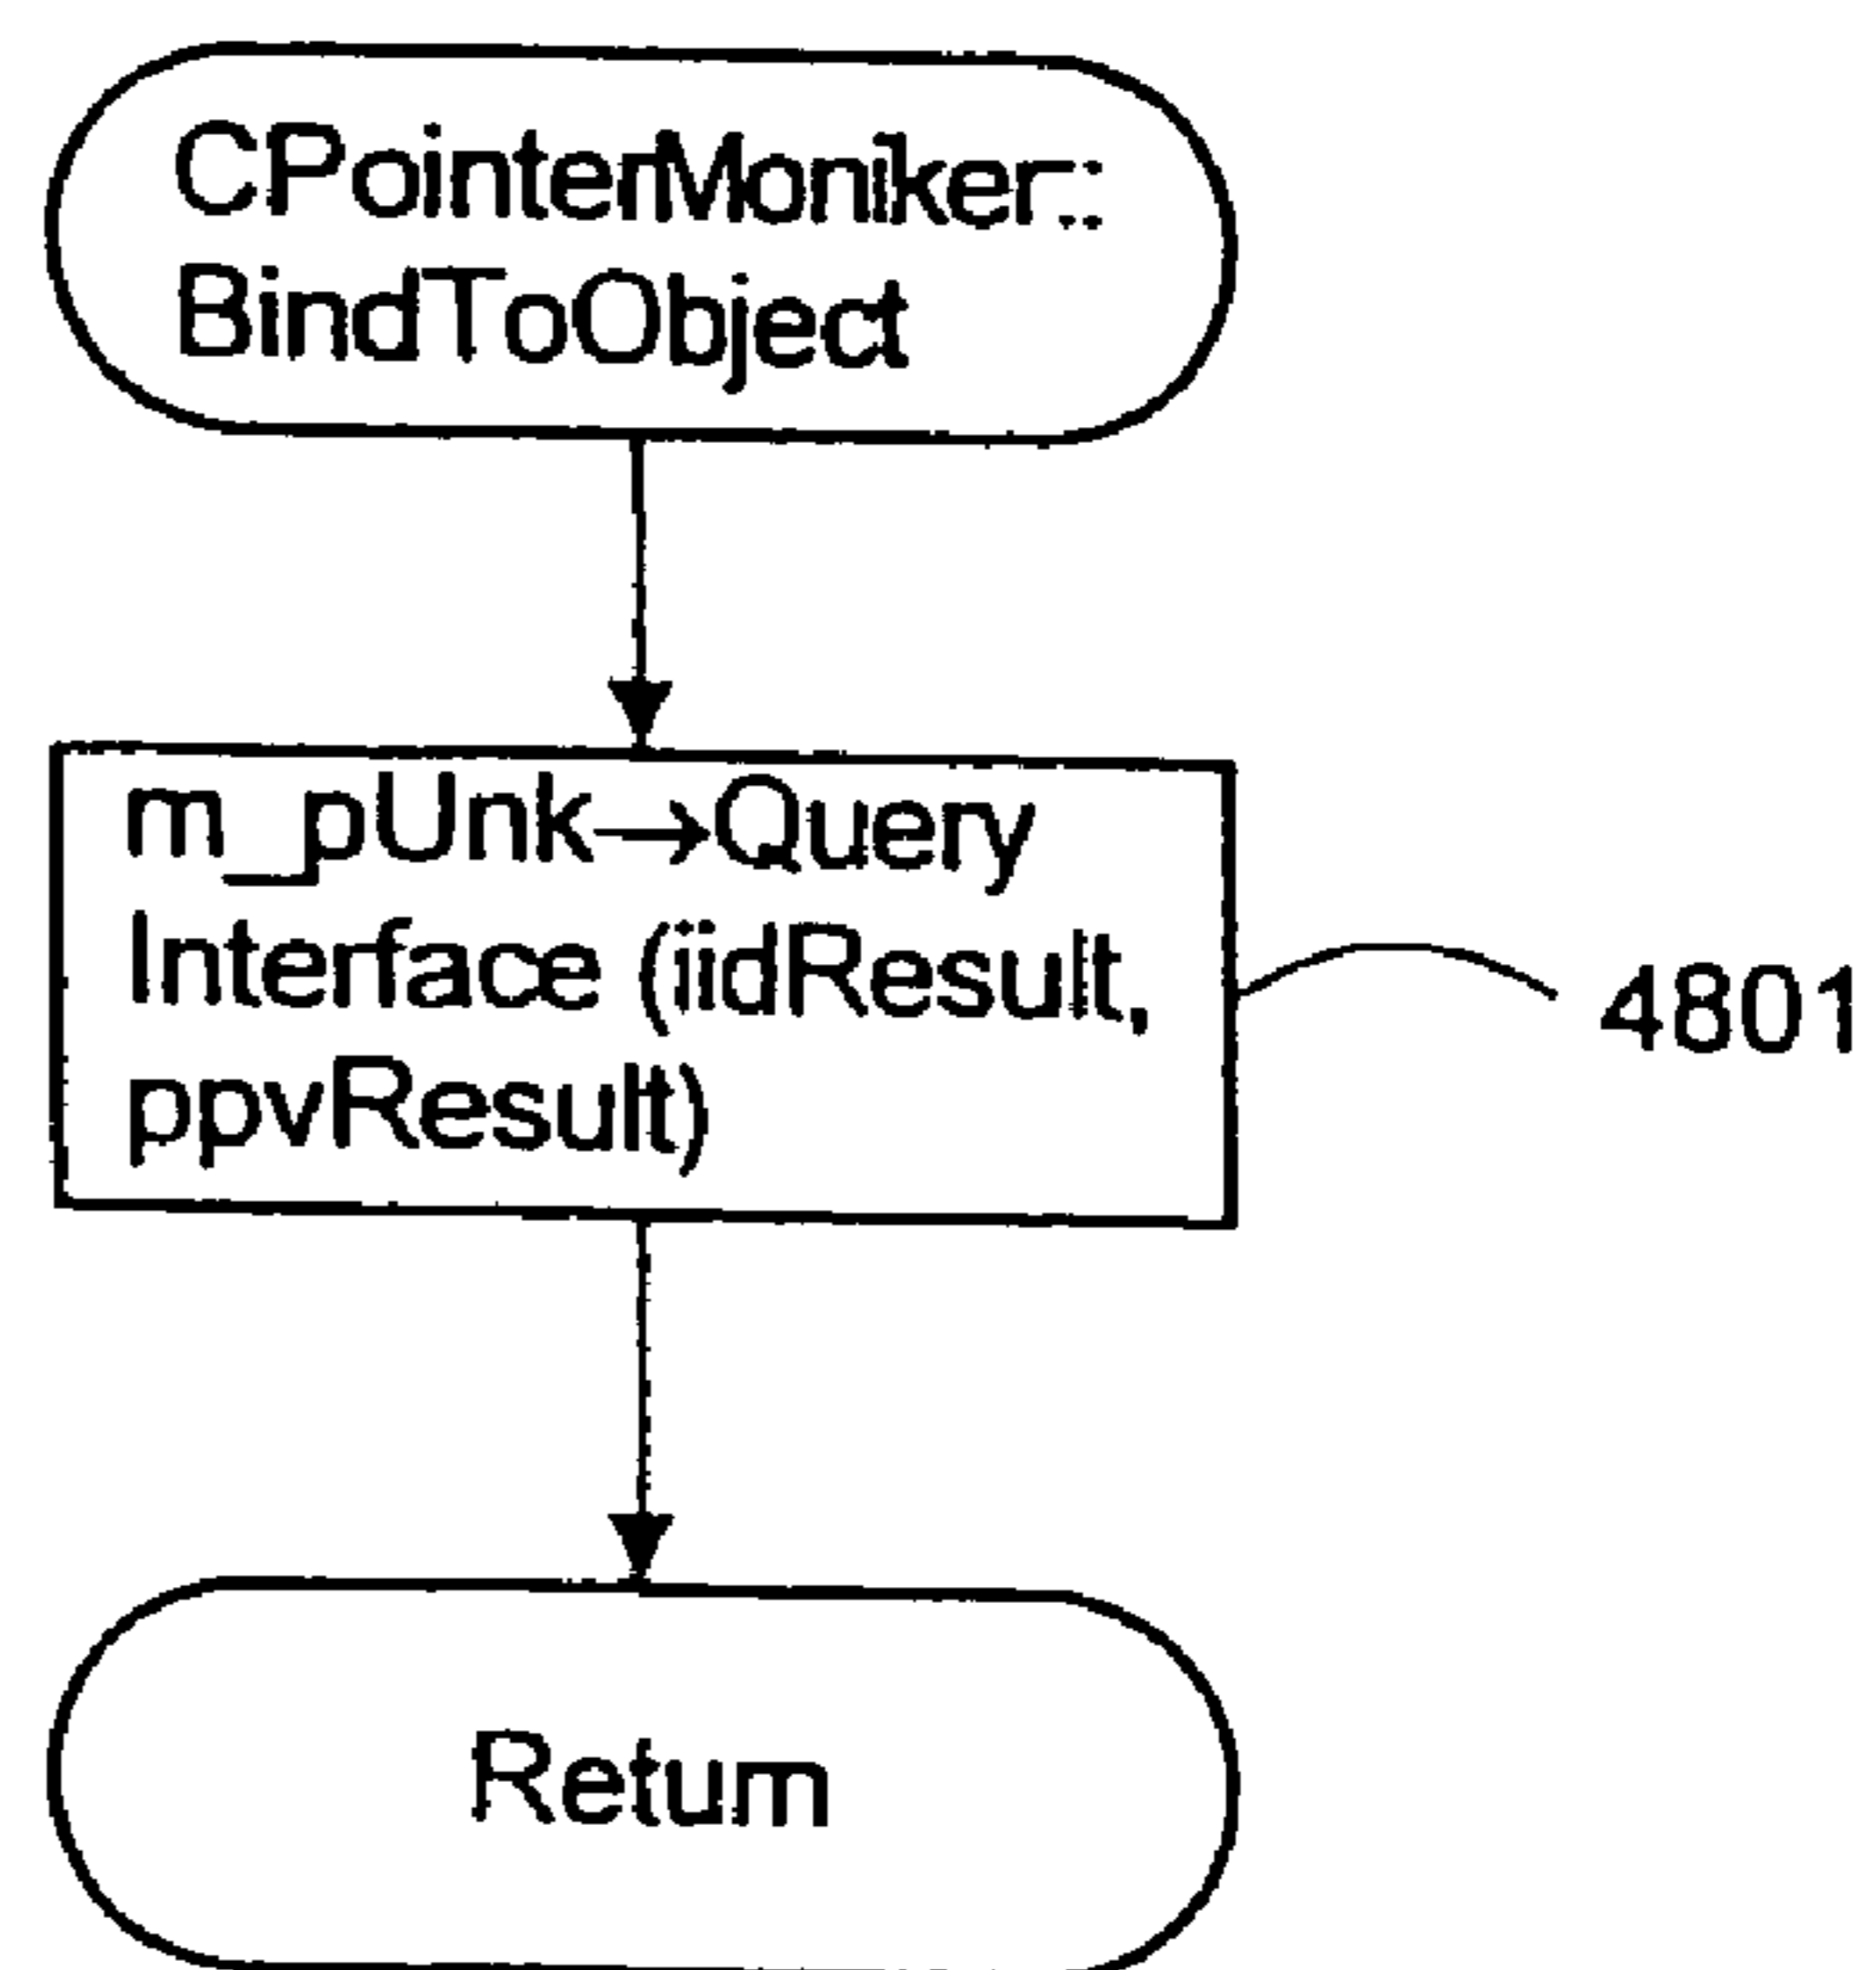 CPointerMoniker::
BindToObject
m_pUnk→Query
Interface (iidResult,
ppvResult)
4801
Return